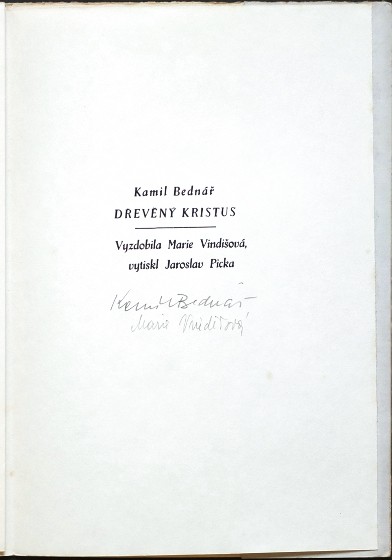 Kamil Bednář
DŘEVĚNÝ KRISTUS
Vyzdobila Marie Vindišová,
vytiskl Jaroslav Picka
Kamil Bednář
Marie Vindišová